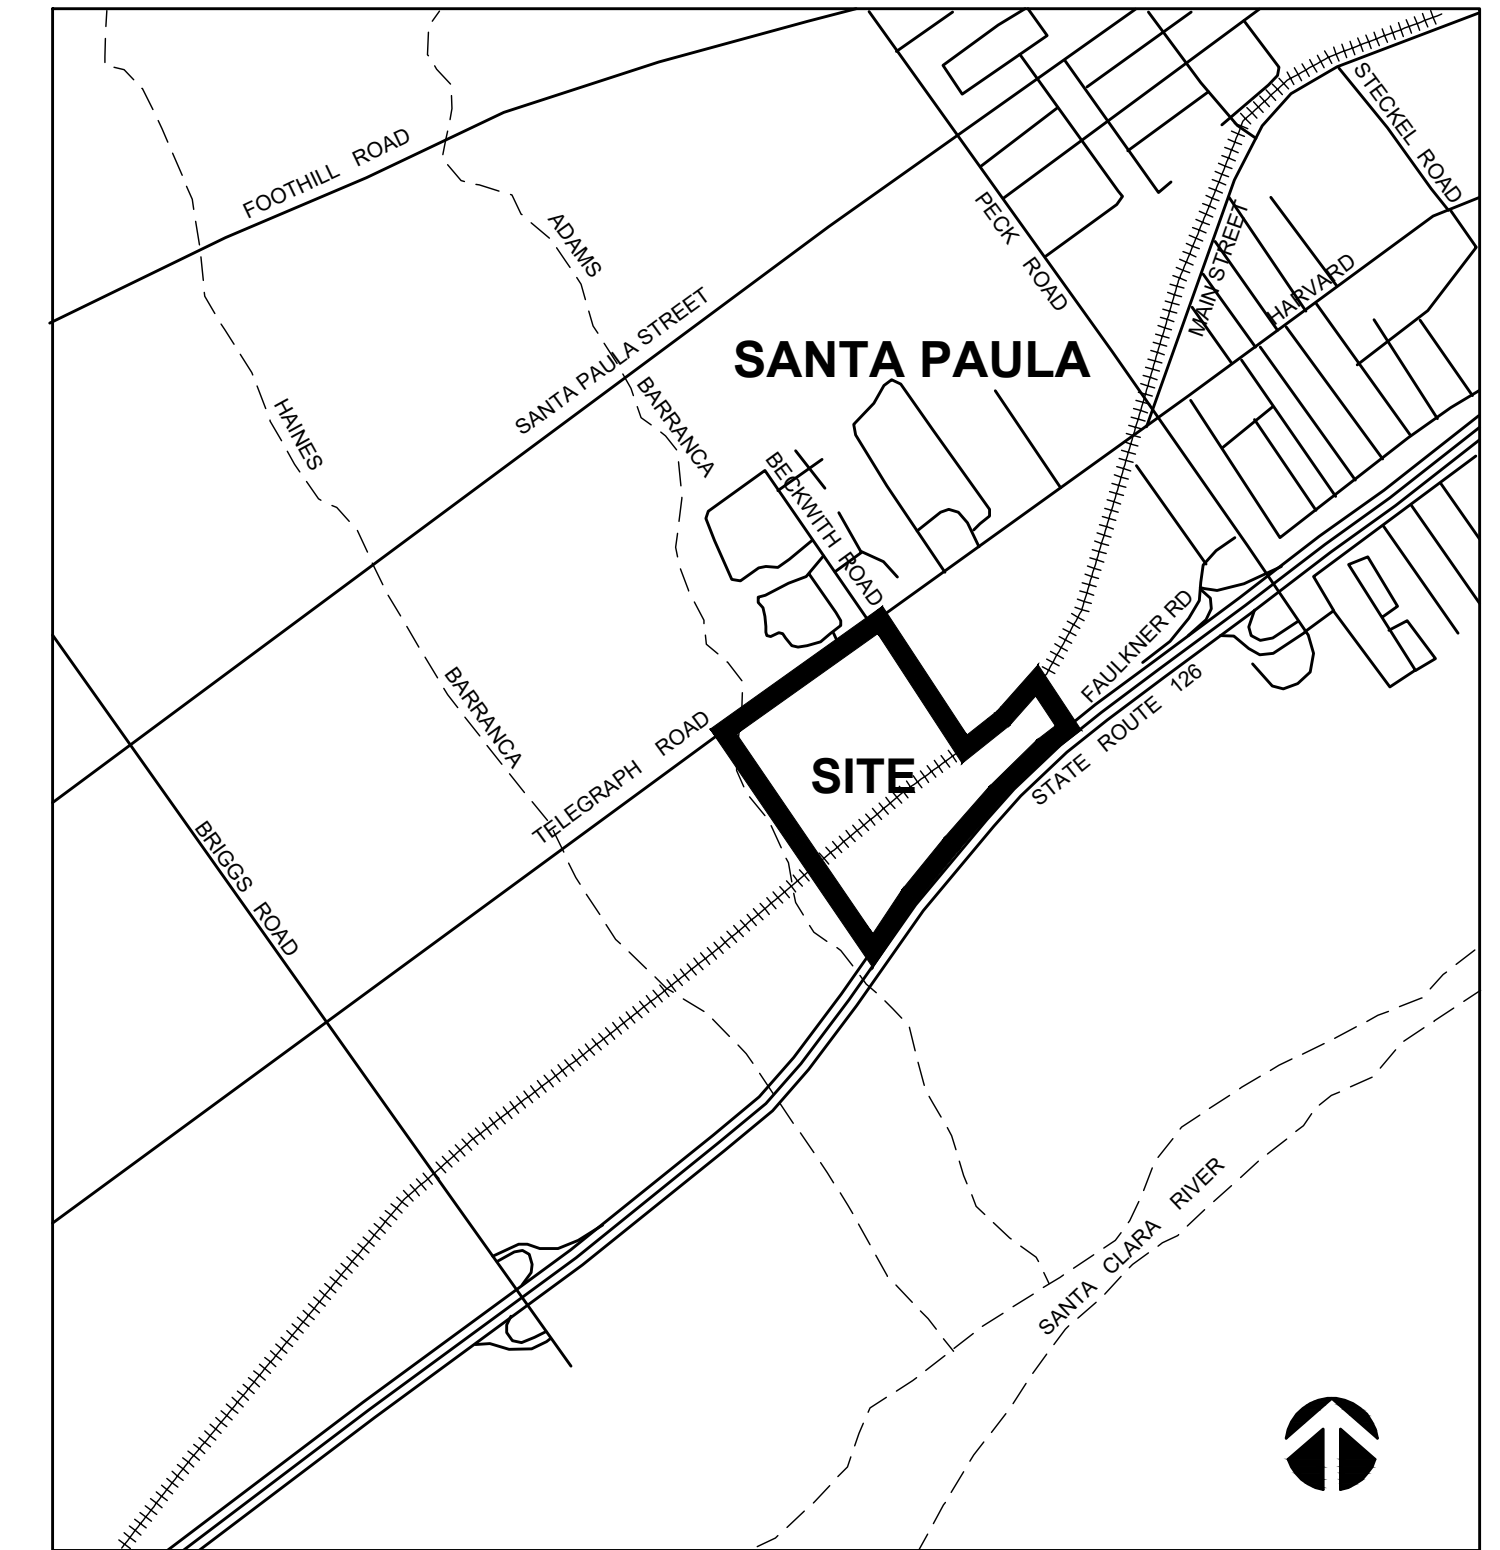 STECKEL ROAD
FOOTHILL ROAD
ADAMS
PECK ROAD
MAIN STREET
HARVARD
SANTA PAULA STREET
SANTA PAULA
BARRANCA
HAINES
BECKWITH ROAD
FAULKNER RD
BARRANCA
STATE ROUTE 126
TELEGRAPH ROAD
SITE
BRIGGS ROAD
SANTA CLARA RIVER